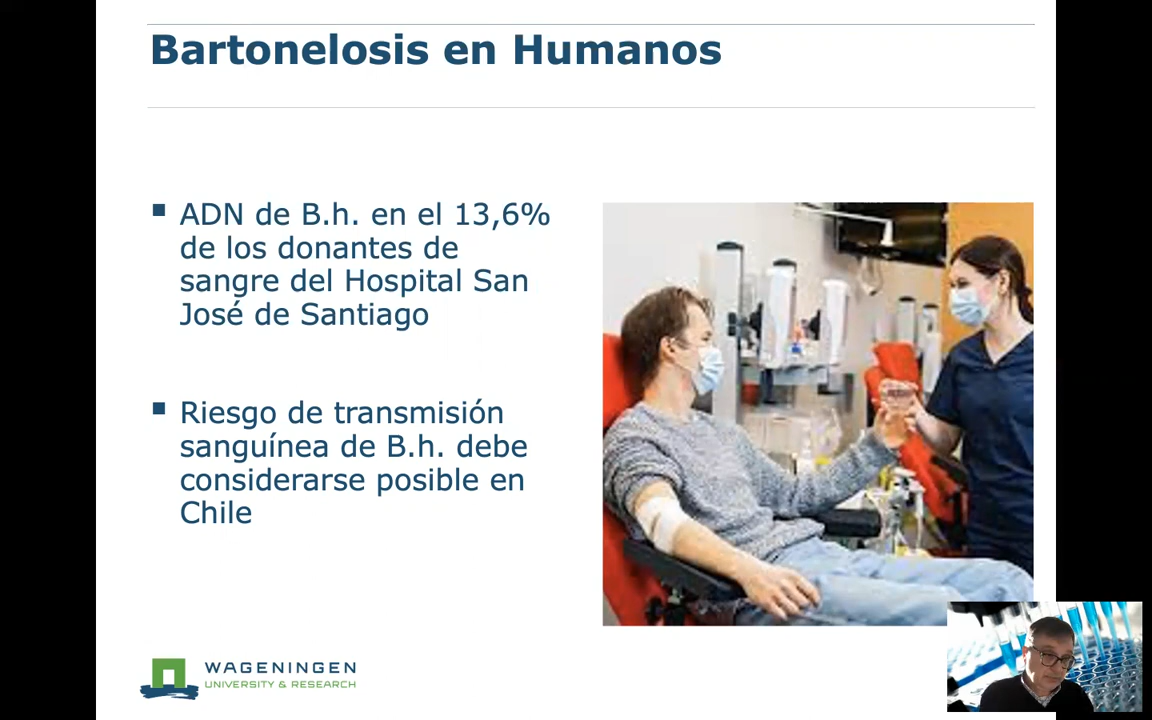 Bartonelosis en Humanos
ADN de B.h. en el 13,6%
de los donantes de
sangre del Hospital San
José de Santiago
Riesgo de transmisión
sanguínea de B.h. debe
considerarse posible en
Chile
WAGENINGEN
UNIVERSITY & RESEARCH